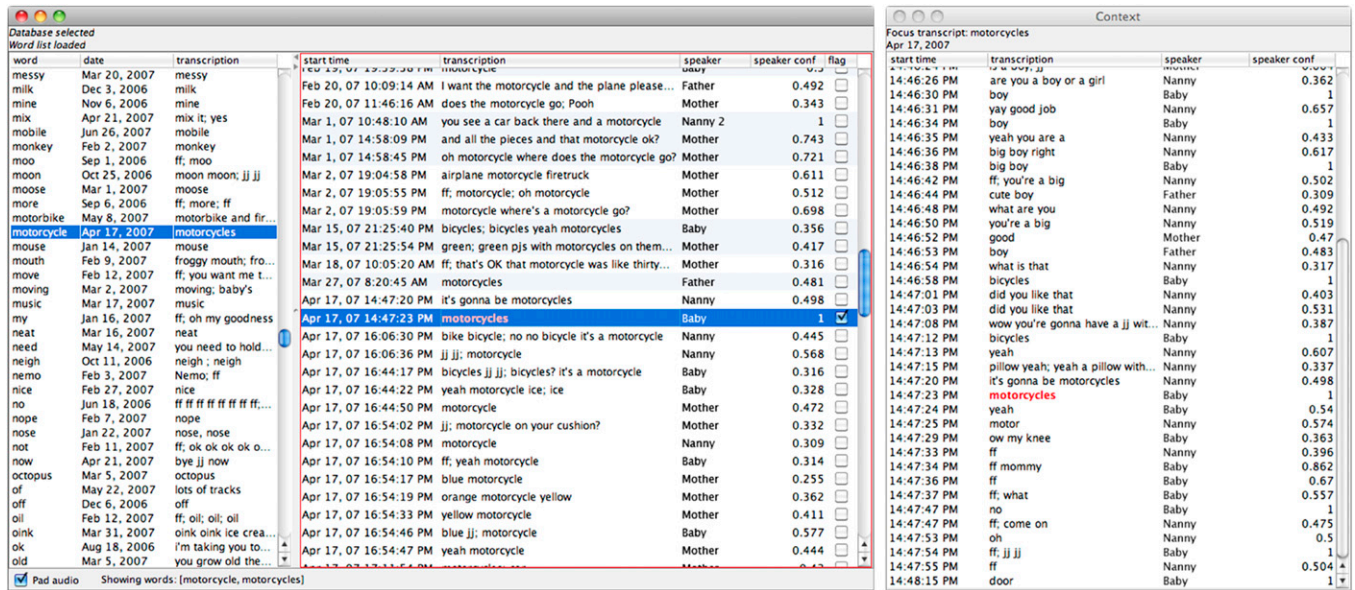 Database selected
Word list loaded
word date transcription
messy Mar 20, 2007 messy
milk Dec 3, 2006 milk
mine Nov 6, 2006 mine
mix Apr 21, 2007 mix it; yes
mobile Jun 26, 2007 mobile
monkey Feb 2, 2007 monkey
moo Sep 1, 2006 ff; moo
moon Oct 25, 2006 moon moon; jj jj
moose Mar 1, 2007 moose
more Sep 6, 2006 ff; more; ff
motorbike May 8, 2007 motorbike and fir...
motorcycle Apr 17, 2007 motorcycles
mouse Jan 14, 2007 mouse
mouth Feb 9, 2007 froggy mouth; fro...
move Feb 12, 2007 ff; you want me t...
moving Mar 2, 2007 moving; baby's
music Mar 17, 2007 music
my Jan 16, 2007 ff; oh my goodness
neat Mar 16, 2007 neat
need May 14, 2007 you need to hold...
neigh Oct 11, 2006 neigh ; neigh
nemo Feb 3, 2007 Nemo; ff
nice Feb 27, 2007 nice
no Jun 18, 2006 ff ff ff ff ff ff ff ff;...
nope Feb 7, 2007 nope
nose Jan 22, 2007 nose, nose
not Feb 11, 2007 ff; ok ok ok ok o...
now Apr 21, 2007 bye jj now
octopus Mar 5, 2007 octopus
of May 22, 2007 lots of tracks
off Dec 6, 2006 off
oil Feb 12, 2007 ff; oil; oil; oil
oink Mar 31, 2007 oink oink ice crea...
ok Aug 18, 2006 i'm taking you to...
old Mar 5, 2007 you grow old the...
start time transcription speaker speaker conf flag
Feb 20, 07 10:09:14 AM I want the motorcycle and the plane please... Father 0.492
Feb 20, 07 11:46:16 AM does the motorcycle go; Pooh Mother 0.343
Mar 1, 07 10:48:10 AM you see a car back there and a motorcycle Nanny 2 1
Mar 1, 07 14:58:09 PM and all the pieces and that motorcycle ok? Mother 0.743
Mar 1, 07 14:58:45 PM oh motorcycle where does the motorcycle go? Mother 0.721
Mar 2, 07 19:04:58 PM airplane motorcycle firetruck Mother 0.611
Mar 2, 07 19:05:55 PM ff; motorcycle; oh motorcycle Mother 0.512
Mar 2, 07 19:05:59 PM motorcycle where's a motorcycle go? Mother 0.698
Mar 15, 07 21:25:40 PM bicycles; bicycles yeah motorcycles Baby 0.356
Mar 15, 07 21:25:54 PM green; green pjs with motorcycles on them... Mother 0.417
Mar 18, 07 10:05:20 AM ff; that's OK that motorcycle was like thirty... Mother 0.316
Mar 27, 07 8:20:45 AM motorcycles Father 0.481
Apr 17, 07 14:47:20 PM it's gonna be motorcycles Nanny 0.498
Apr 17, 07 14:47:23 PM motorcycles Baby 1
Apr 17, 07 16:06:30 PM bike bicycle; no no bicycle it's a motorcycle Nanny 0.445
Apr 17, 07 16:06:36 PM jj jj; motorcycle Nanny 0.568
Apr 17, 07 16:44:17 PM bicycles jj jj; bicycles? it's a motorcycle Baby 0.316
Apr 17, 07 16:44:22 PM yeah motorcycle ice; ice Baby 0.328
Apr 17, 07 16:44:50 PM motorcycle Mother 0.472
Apr 17, 07 16:54:02 PM jj; motorcycle on your cushion? Mother 0.332
Apr 17, 07 16:54:08 PM motorcycle Nanny 0.309
Apr 17, 07 16:54:10 PM ff; yeah motorcycle Baby 0.314
Apr 17, 07 16:54:17 PM blue motorcycle Mother 0.255
Apr 17, 07 16:54:19 PM orange motorcycle yellow Mother 0.362
Apr 17, 07 16:54:33 PM yellow motorcycle Mother 0.411
Apr 17, 07 16:54:46 PM blue jj; motorcycle Baby 0.577
Apr 17, 07 16:54:47 PM yeah motorcycle Mother 0.444
Pad audio Showing words: [motorcycle, motorcycles]
Context
Focus transcript: motorcycles
Apr 17, 2007
start time transcription speaker speaker conf
14:46:26 PM are you a boy or a girl Nanny 0.362
14:46:30 PM boy Baby 1
14:46:31 PM yay good job Nanny 0.657
14:46:34 PM boy Baby 1
14:46:35 PM yeah you are a Nanny 0.433
14:46:36 PM big boy right Nanny 0.617
14:46:38 PM big boy Baby 1
14:46:42 PM ff; you're a big Nanny 0.502
14:46:44 PM cute boy Father 0.309
14:46:48 PM what are you Nanny 0.492
14:46:50 PM you're a big Nanny 0.519
14:46:52 PM good Mother 0.47
14:46:53 PM boy Father 0.483
14:46:54 PM what is that Nanny 0.317
14:46:58 PM bicycles Baby 1
14:47:01 PM did you like that Nanny 0.403
14:47:03 PM did you like that Nanny 0.531
14:47:08 PM wow you're gonna have a jj wit... Nanny 0.387
14:47:12 PM bicycles Baby 1
14:47:13 PM yeah Nanny 0.607
14:47:15 PM pillow yeah; yeah a pillow with... Nanny 0.337
14:47:20 PM it's gonna be motorcycles Nanny 0.498
14:47:23 PM motorcycles Baby 1
14:47:24 PM yeah Baby 0.54
14:47:25 PM motor Nanny 0.574
14:47:29 PM ow my knee Baby 0.363
14:47:33 PM ff Nanny 0.396
14:47:34 PM ff mommy Baby 0.862
14:47:36 PM ff Baby 0.67
14:47:37 PM ff; what Baby 0.557
14:47:47 PM no Baby 1
14:47:47 PM ff; come on Nanny 0.475
14:47:53 PM oh Nanny 0.5
14:47:54 PM ff; jj jj Baby 1
14:47:55 PM ff Nanny 0.504
14:48:15 PM door Baby 1